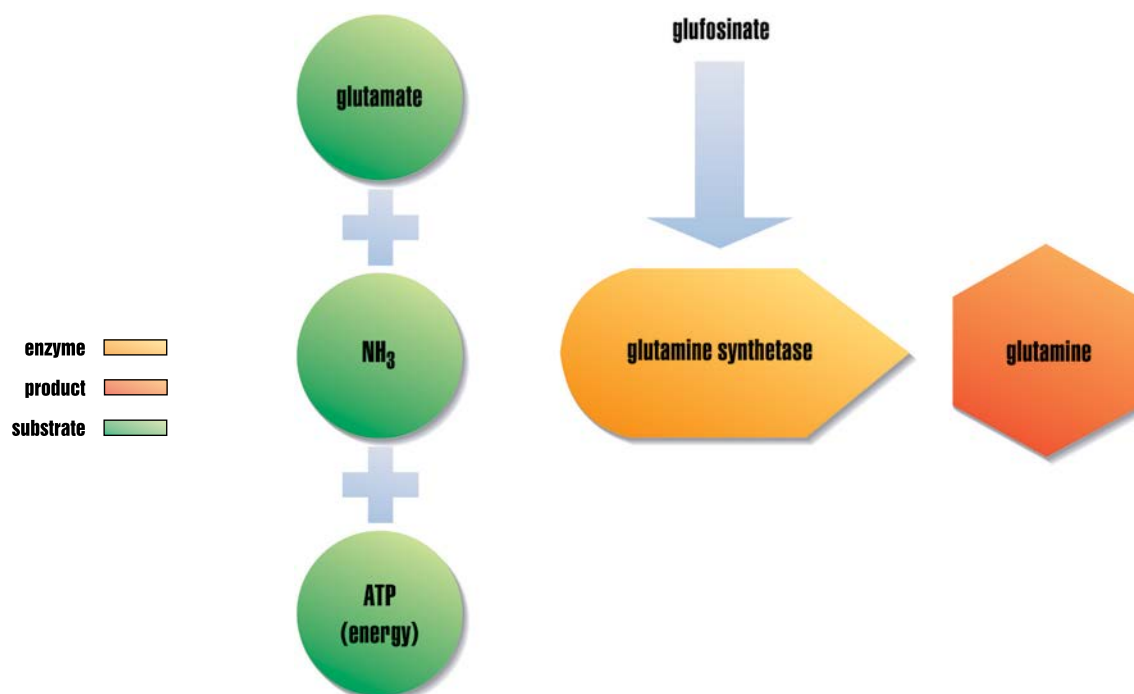 glutamate
glufosinate
NH₃
glutamine synthetase
glutamine
enzyme
product
substrate
ATP
(energy)